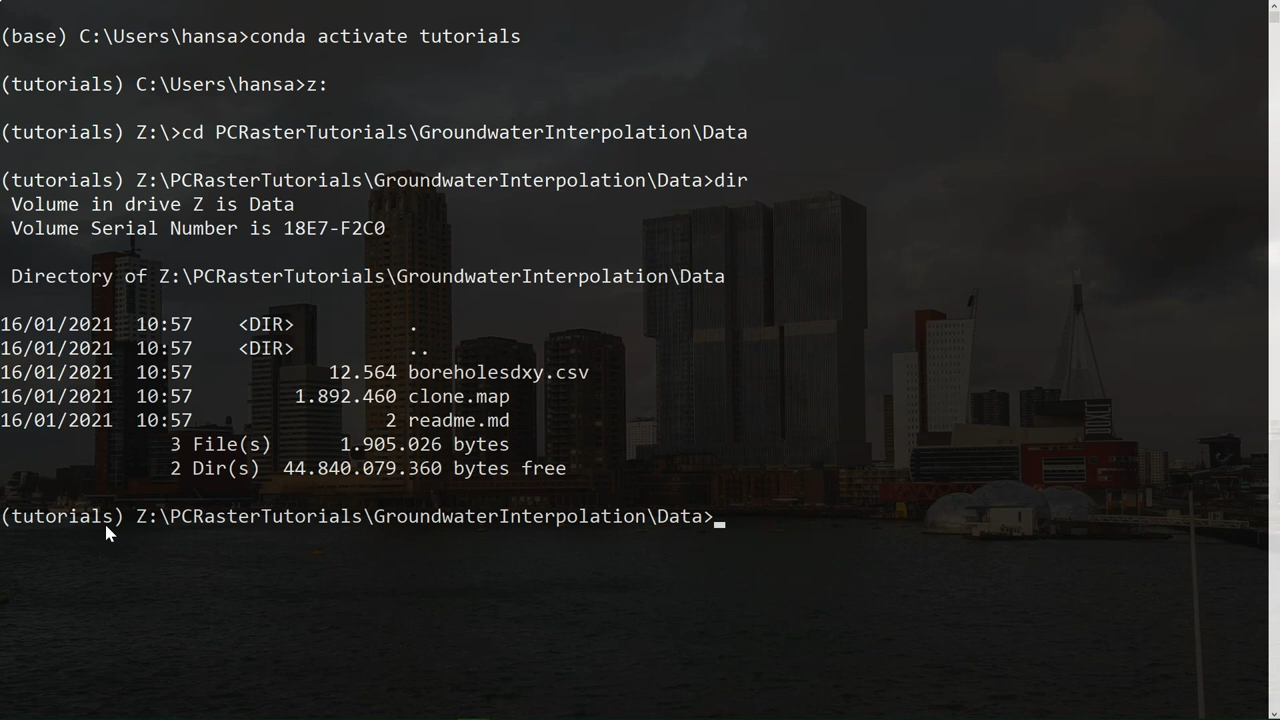 (base) C:\Users\hansa>conda activate tutorials
(tutorials) C:\Users\hansa>z:
(tutorials) Z:\>cd PCRasterTutorials\GroundwaterInterpolation\Data
(tutorials) Z:\PCRasterTutorials\GroundwaterInterpolation\Data>dir
Volume in drive Z is Data
Volume Serial Number is 18E7-F2C0
Directory of Z:\PCRasterTutorials\GroundwaterInterpolation\Data
16/01/2021 10:57 <DIR> .
16/01/2021 10:57 <DIR> ..
16/01/2021 10:57 12.564 boreholesdxy.csv
16/01/2021 10:57 1.892.460 clone.map
16/01/2021 10:57 2 readme.md
3 File(s) 1.905.026 bytes
2 Dir(s) 44.840.079.360 bytes free
(tutorials) Z:\PCRasterTutorials\GroundwaterInterpolation\Data>